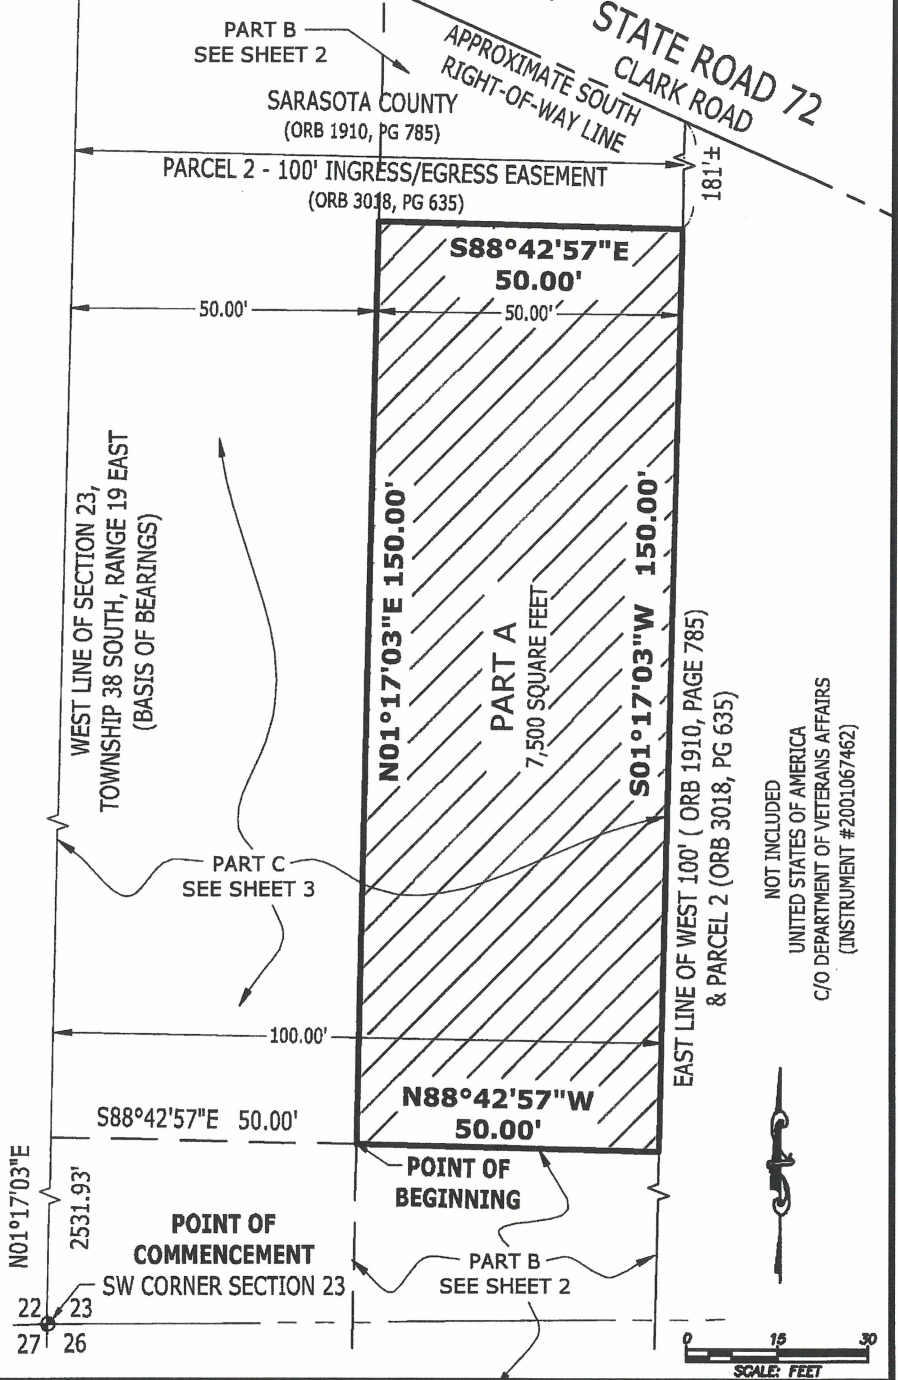 PART B
SEE SHEET 2
STATE ROAD 72
CLARK ROAD
APPROXIMATE SOUTH
RIGHT-OF-WAY LINE
SARASOTA COUNTY
(ORB 1910, PG 785)
PARCEL 2 - 100' INGRESS/EGRESS EASEMENT
(ORB 3018, PG 635)
181'±
S88°42'57"E
50.00'
50.00'
50.00'
WEST LINE OF SECTION 23,
TOWNSHIP 38 SOUTH, RANGE 19 EAST
(BASIS OF BEARINGS)
N01°17'03"E 150.00'
PART A
7,500 SQUARE FEET
S01°17'03"W 150.00'
EAST LINE OF WEST 100' ( ORB 1910, PAGE 785)
& PARCEL 2 (ORB 3018, PG 635)
NOT INCLUDED
UNITED STATES OF AMERICA
C/O DEPARTMENT OF VETERANS AFFAIRS
(INSTRUMENT #2001067462)
PART C
SEE SHEET 3
100.00'
N88°42'57"W
50.00'
S88°42'57"E 50.00'
POINT OF
BEGINNING
N01°17'03"E
2531.93'
POINT OF
COMMENCEMENT
SW CORNER SECTION 23
PART B
SEE SHEET 2
22 23
27 26
0 15 30
SCALE: FEET